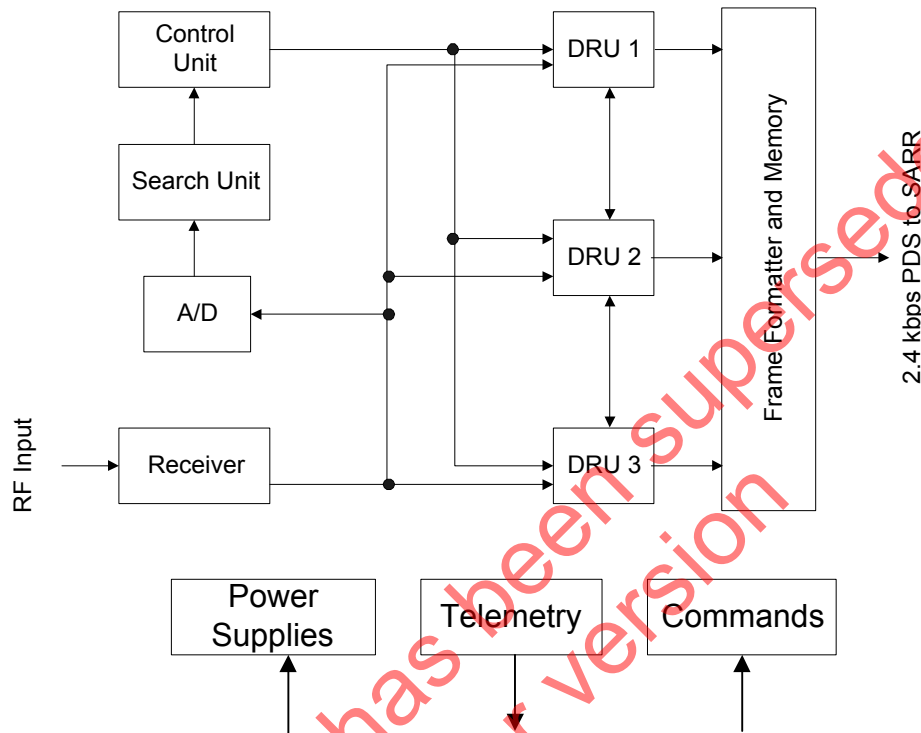 Control
Unit
DRU 1
Search Unit
DRU 2
A/D
Frame Formatter and Memory
2.4 kbps PDS to SARR
RF Input
Receiver
DRU 3
Power
Supplies
Telemetry
Commands
has been superseded
version